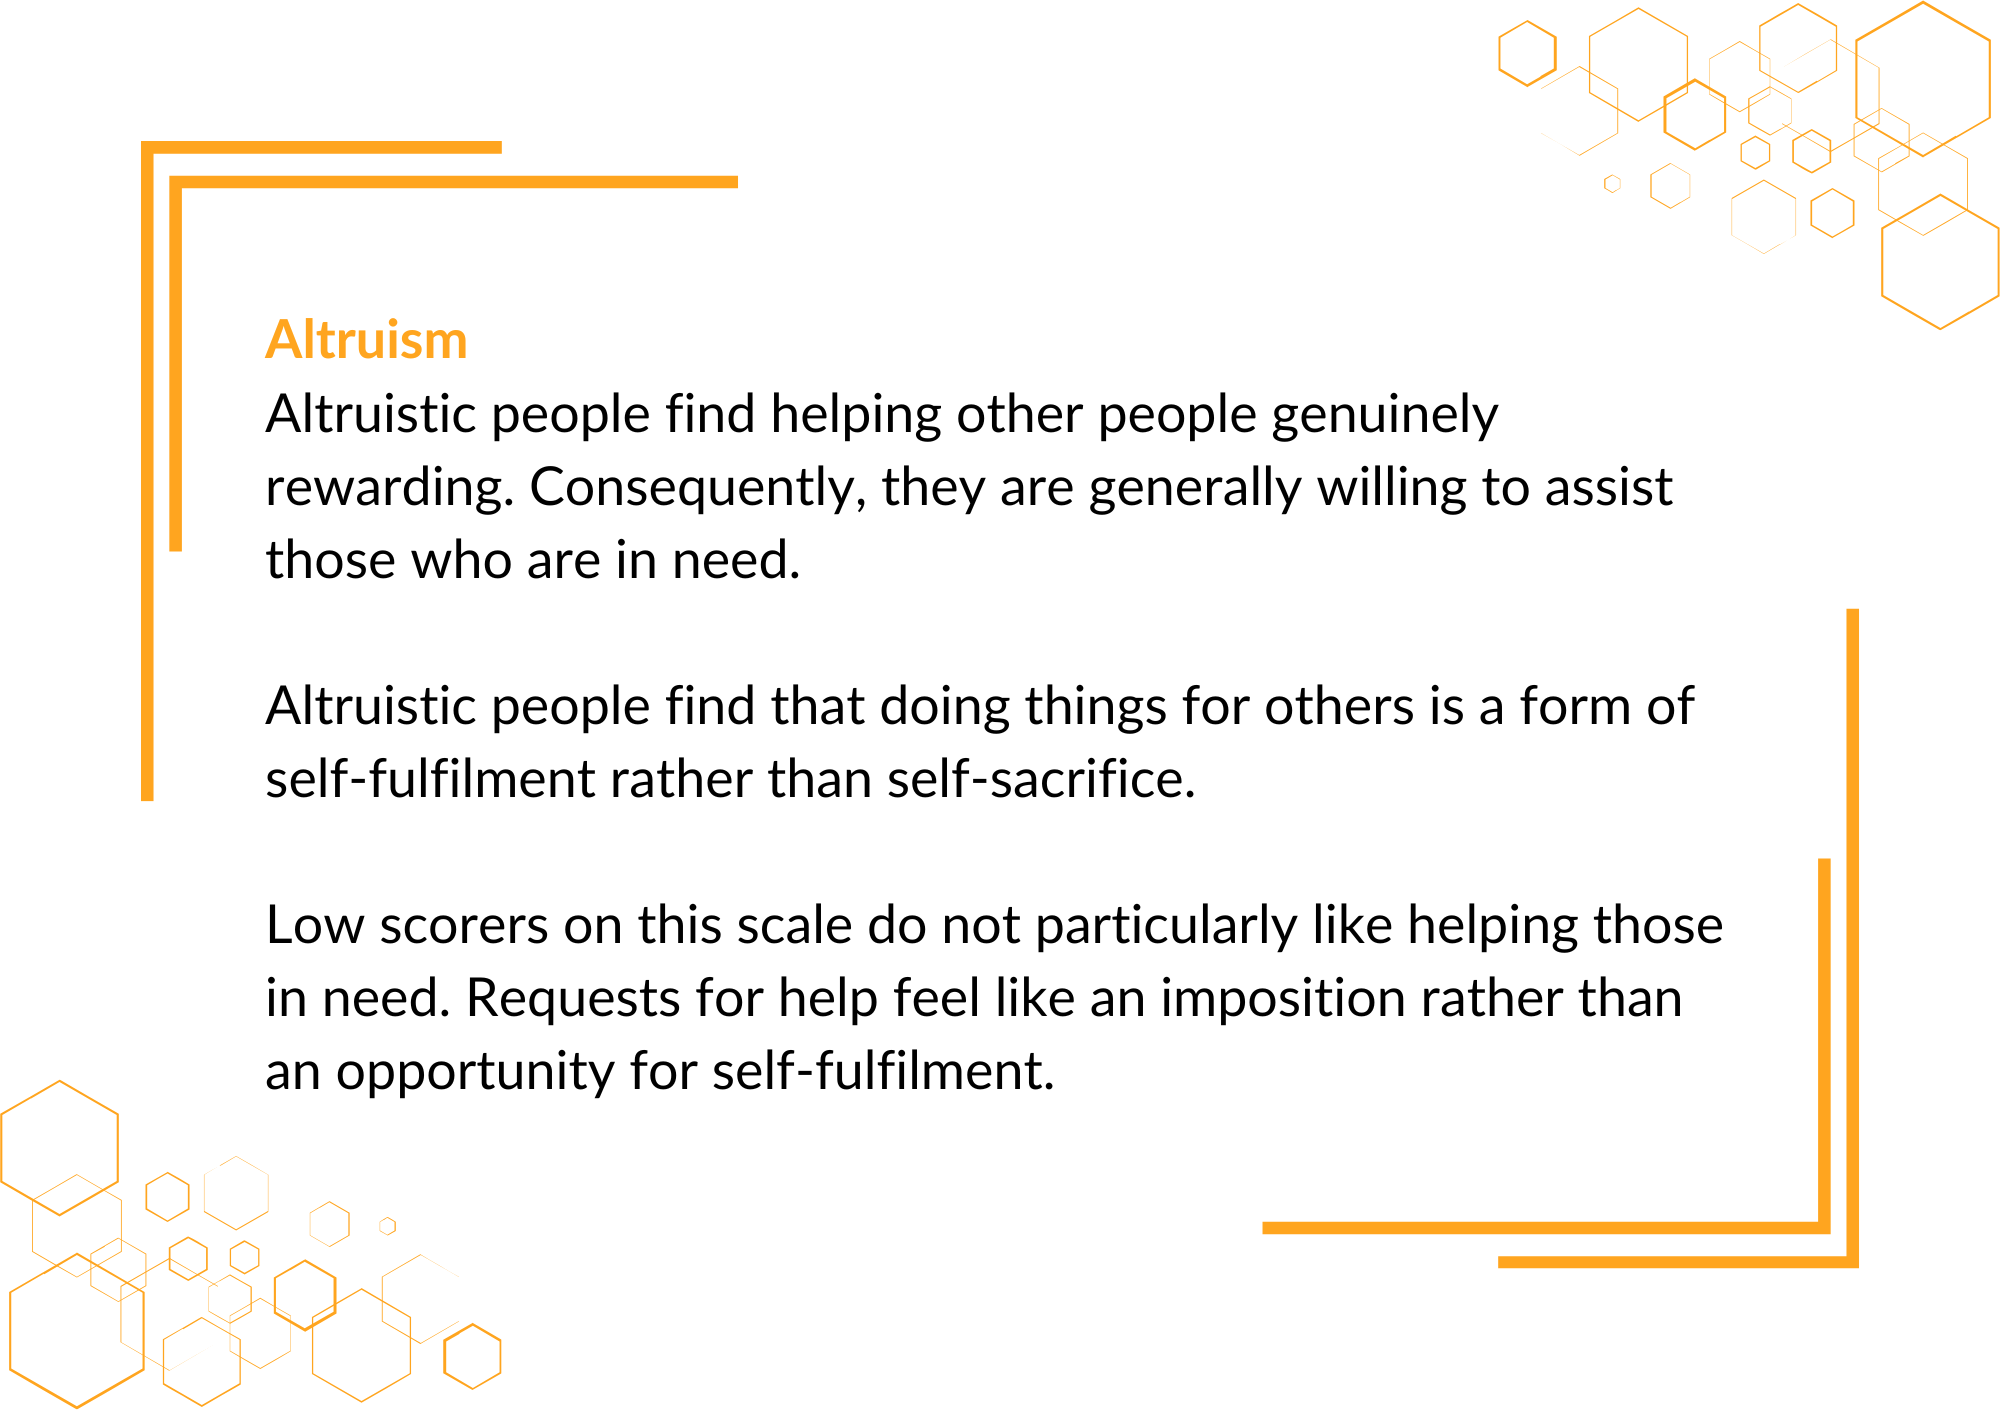 Altruism
Altruistic people find helping other people genuinely
rewarding. Consequently, they are generally willing to assist
those who are in need.
Altruistic people find that doing things for others is a form of
self-fulfilment rather than self-sacrifice.
Low scorers on this scale do not particularly like helping those
in need. Requests for help feel like an imposition rather than
an opportunity for self-fulfilment.